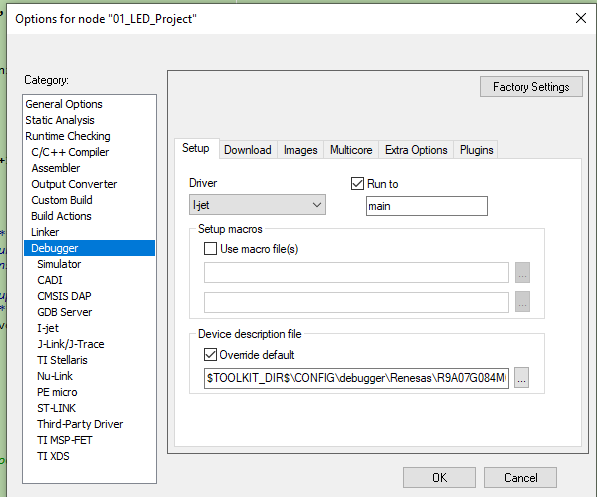 Options for node "01_LED_Project"
Category:
Factory Settings
General Options
Static Analysis
Runtime Checking
C/C++ Compiler
Assembler
Output Converter
Custom Build
Build Actions
Linker
Debugger
Simulator
CADI
CMSIS DAP
GDB Server
I-jet
J-Link/J-Trace
TI Stellaris
Nu-Link
PE micro
ST-LINK
Third-Party Driver
TI MSP-FET
TI XDS
Setup Download Images Multicore Extra Options Plugins
Driver
Run to
I-jet
main
Setup macros
Use macro file(s)
...
...
Device description file
Override default
$TOOLKIT_DIR$\CONFIG\debugger\Renesas\R9A07G084M
...
OK Cancel